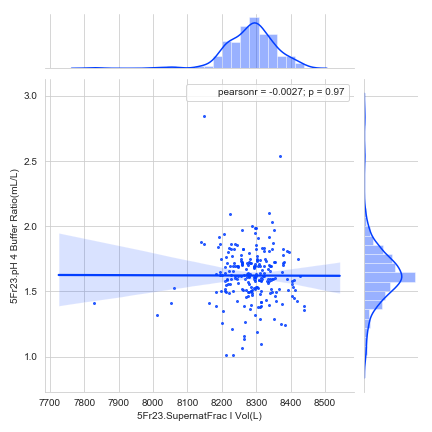 pearsonr = -0.0027; p = 0.97
3.0
2.5
2.0
1.5
1.0
5Fr23.pH 4 Buffer Ratio(mL/L)
7700 7800 7900 8000 8100 8200 8300 8400 8500
5Fr23.SupernatFrac I Vol(L)